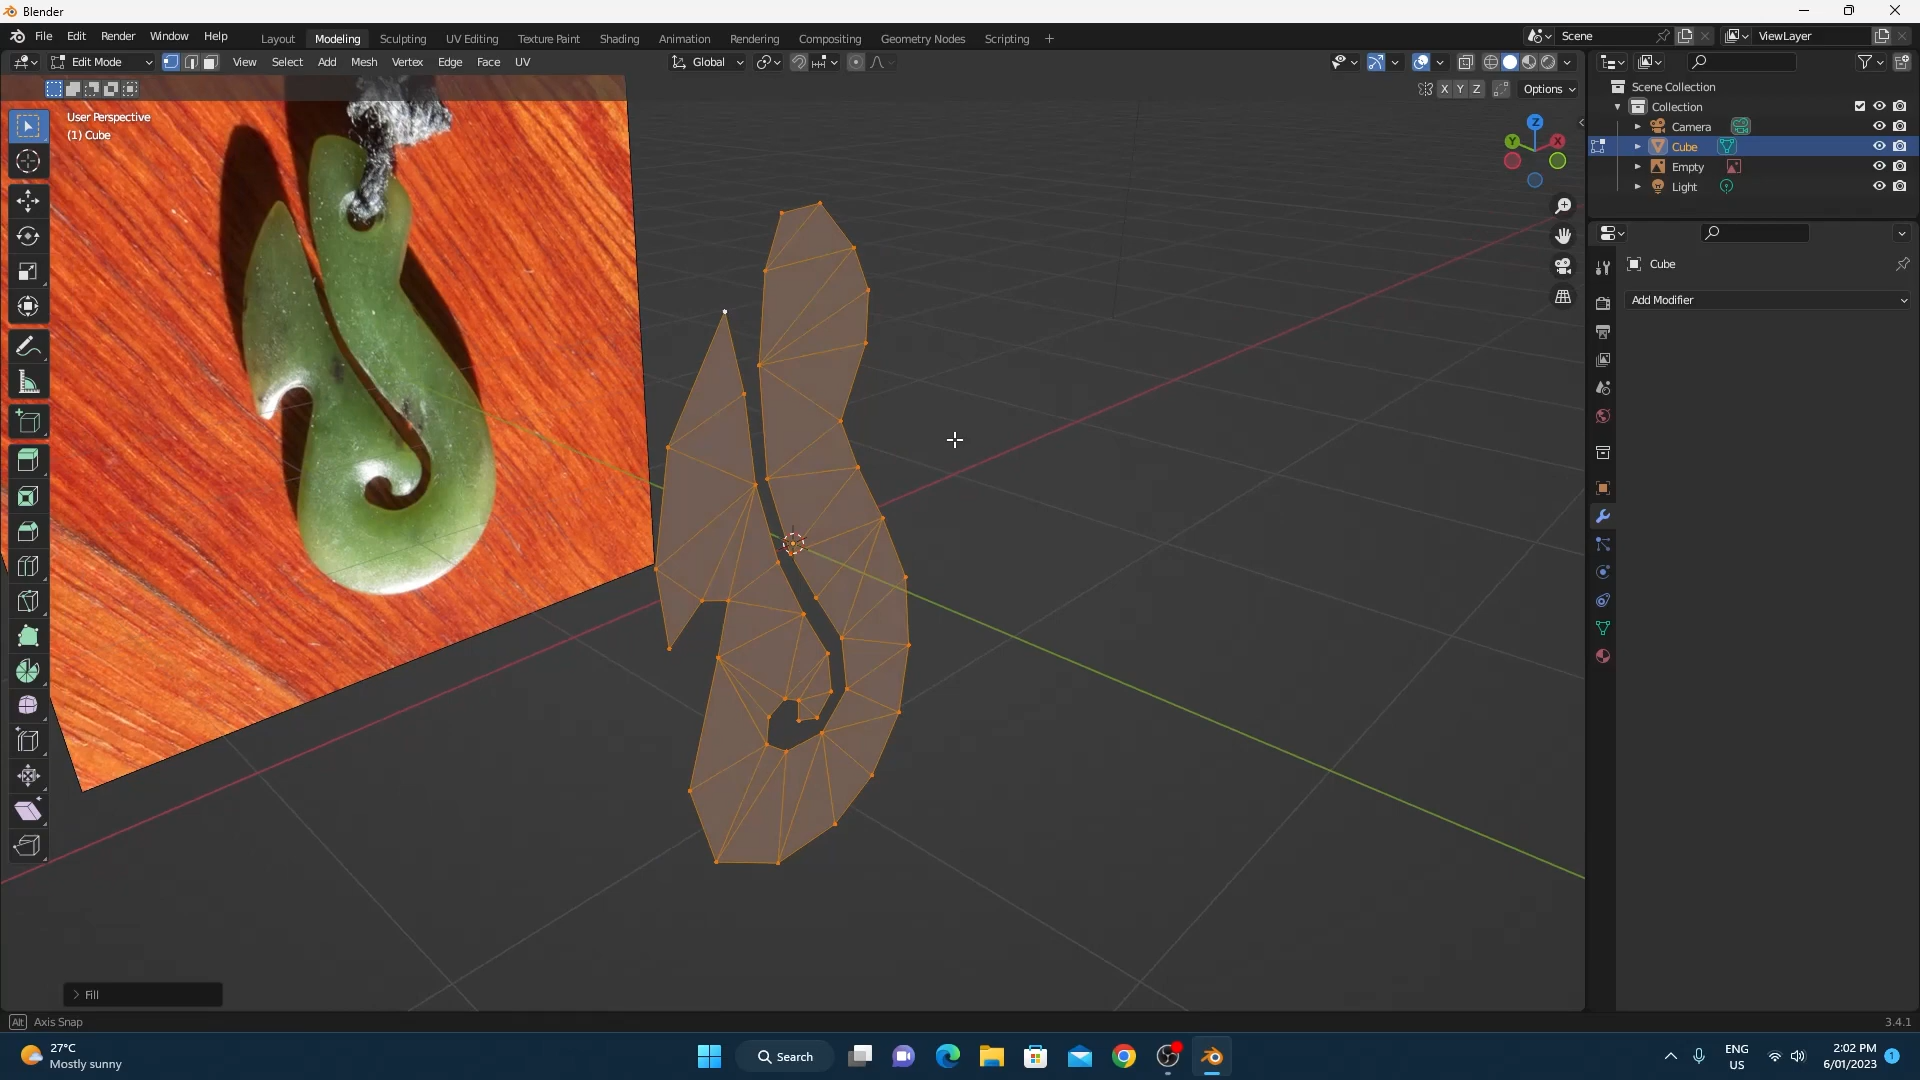 Blender
File Edit Render Window Help
Layout Modeling Sculpting UV Editing Texture Paint Shading Animation Rendering Compositing Geometry Nodes Scripting +
Scene
ViewLayer
Edit Mode
View Select Add Mesh Vertex Edge Face UV
Global
X Y Z Options
User Perspective
(1) Cube
Z
Y
X
Scene Collection
Collection
Camera
Cube
Empty
Light
Cube
Add Modifier
> Fill
Alt Axis Snap
3.4.1
27°C
Mostly sunny
Search
ENG
US
2:02 PM
6/01/2023
1